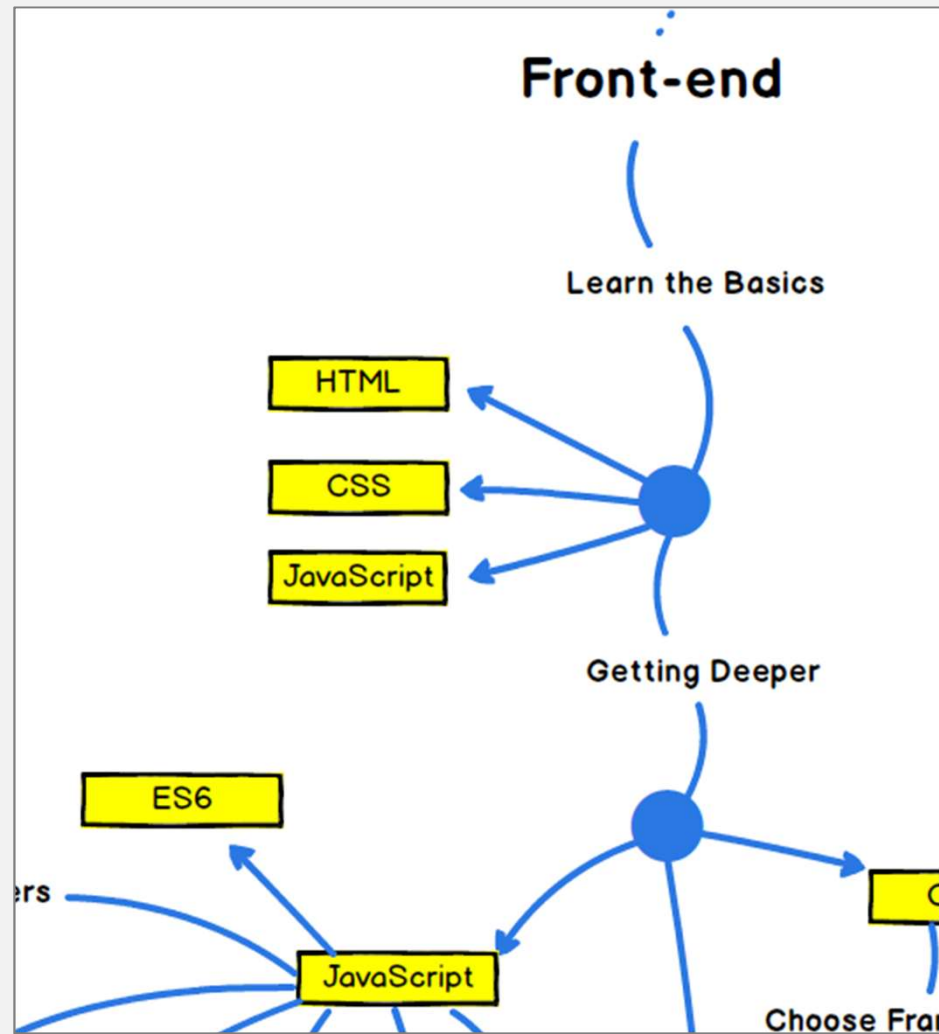 Front-end
Learn the Basics
HTML
CSS
JavaScript
Getting Deeper
ES6
JavaScript